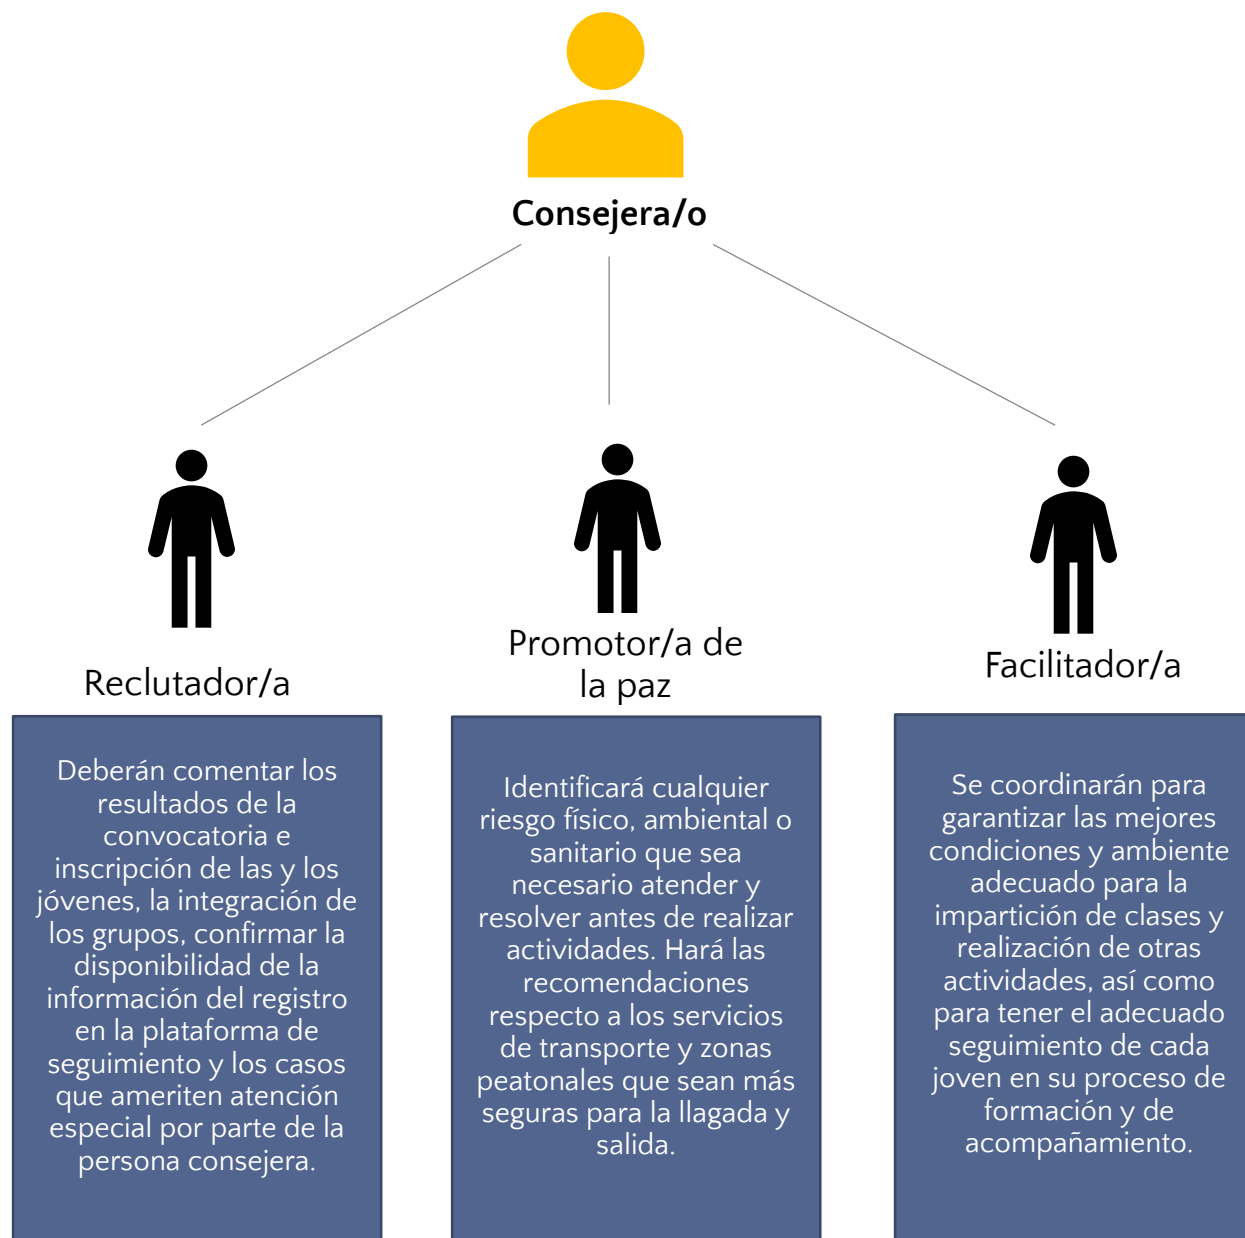 Consejera/o
Reclutador/a
Deberán comentar los
resultados de la
convocatoria e
inscripción de las y los
jóvenes, la integración de
los grupos, confirmar la
disponibilidad de la
información del registro
en la plataforma de
seguimiento y los casos
que ameriten atención
especial por parte de la
persona consejera.
Promotor/a de
la paz
Identificará cualquier
riesgo físico, ambiental o
sanitario que sea
necesario atender y
resolver antes de realizar
actividades. Hará las
recomendaciones
respecto a los servicios
de transporte y zonas
peatonales que sean más
seguras para la llagada y
salida.
Facilitador/a
Se coordinarán para
garantizar las mejores
condiciones y ambiente
adecuado para la
impartición de clases y
realización de otras
actividades, así como
para tener el adecuado
seguimiento de cada
joven en su proceso de
formación y de
acompañamiento.